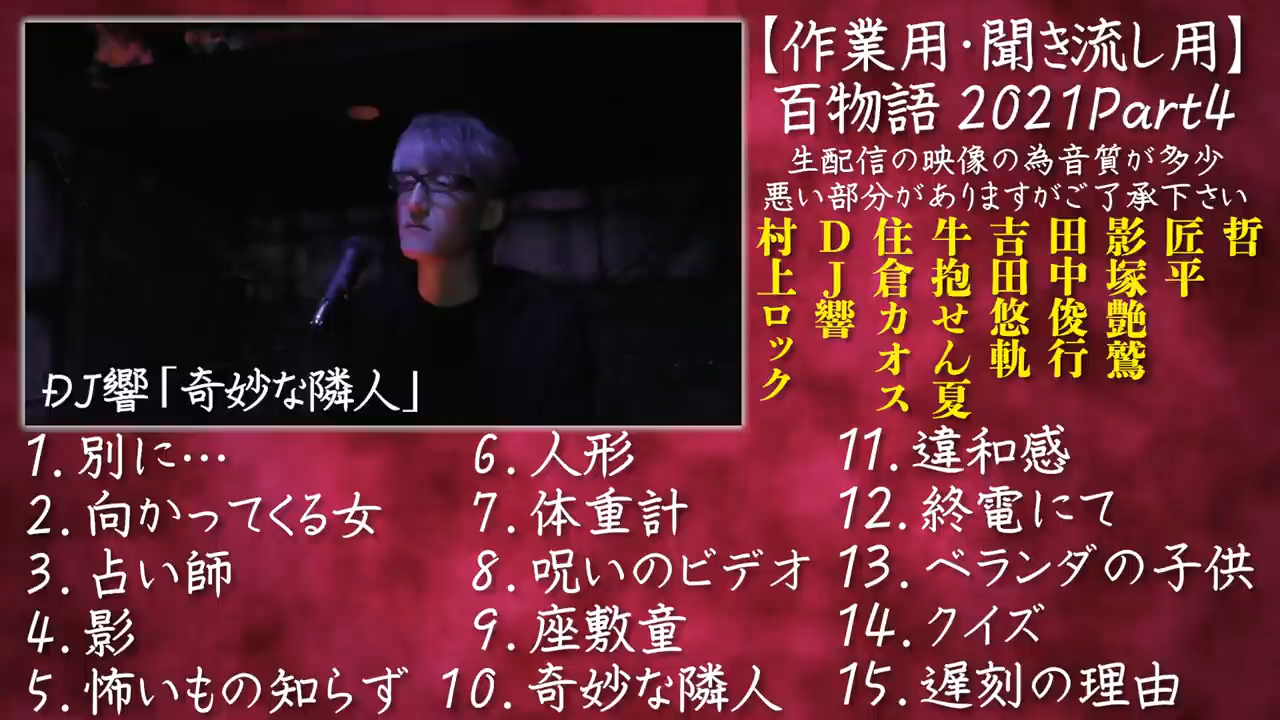 【作業用·聞き流し用】
百物語 2021Part4
生配信の映像の為音質が多少
悪い部分がありますがご了承下さい
村上ロック
DJ響
住倉カオス
牛抱せん夏
吉田悠軌
田中俊行
影塚艶鷲
匠平
哲
DJ響「奇妙な隣人」
1. 別に…
2. 向かってくる女
3. 占い師
4. 影
5. 怖いもの知らず
6. 人形
7. 体重計
8. 呪いのビデオ
9. 座敷童
10. 奇妙な隣人
11. 違和感
12. 終電にて
13. ベランダの子供
14. クイズ
15. 遅刻の理由